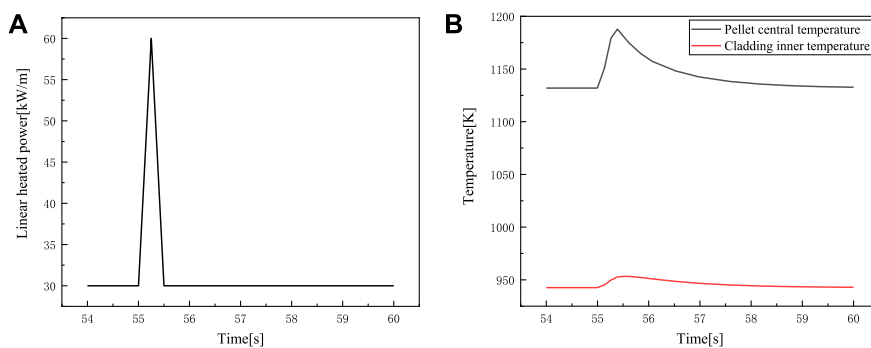 A
Linear heated power[kW/m]
60
55
50
45
40
35
30
54 55 56 57 58 59 60
Time[s]
B
Temperature[K]
1200
1150
1100
1050
1000
950
Pellet central temperature
Cladding inner temperature
54 55 56 57 58 59 60
Time[s]